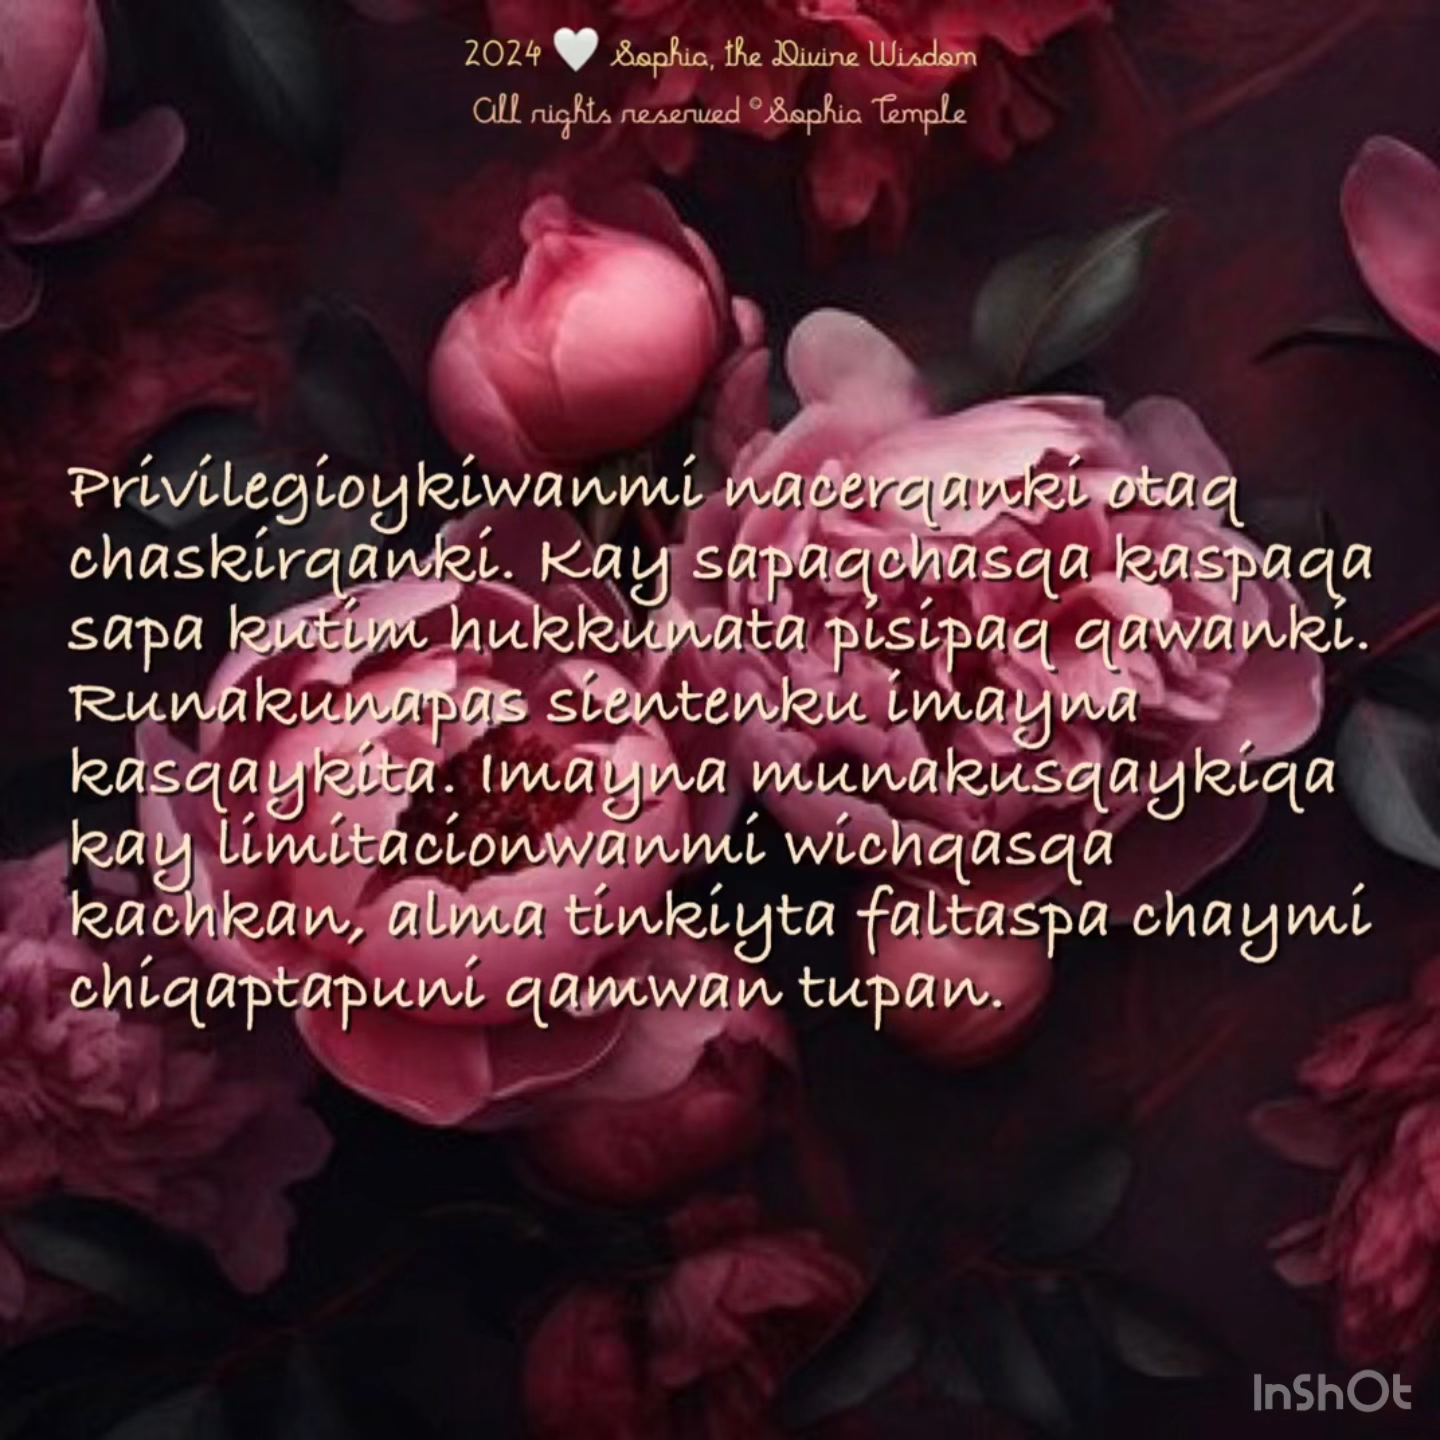 2024 🤍 Sophia, the Divine Wisdom
All rights reserved © Sophia Temple
Privilegioykiwanmi nacerqanki otaq
chaskirqanki. Kay sapaqchasqa kaspaqa
sapa kutim hukkunata pisipaq qawanki.
Runakunapas sientenku imayna
kasqaykita. Imayna munakusqaykiqa
kay limitacionwanmi wichqasqa
kachkan, alma tinkiyta faltaspa chaymi
chiqaptapuni qamwan tupan.
InShOt